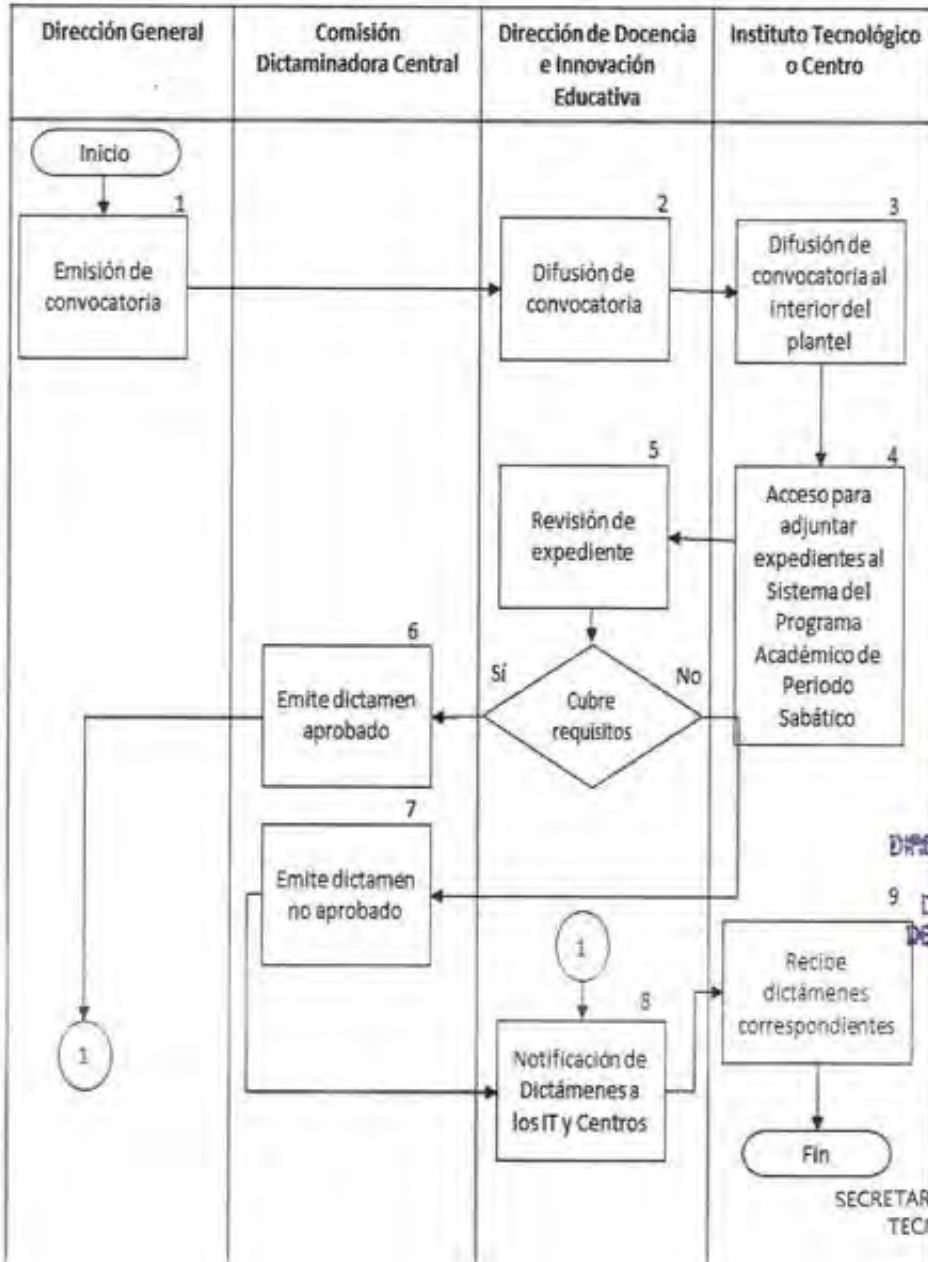 Dirección General
Comisión
Dictaminadora Central
Dirección de Docencia
e Innovación
Educativa
Instituto Tecnológico
o Centro
Inicio
1
Emisión de
convocatoria
2
Difusión de
convocatoria
3
Difusión de
convocatoria al
interior del
plantel
4
Acceso para
adjuntar
expedientes al
Sistema del
Programa
Académico de
Periodo
Sabático
5
Revisión de
expediente
Cubre
requisitos
Sí
No
6
Emite dictamen
aprobado
7
Emite dictamen
no aprobado
1
1
8
Notificación de
Dictámenes a
los IT y Centros
9
Recibe
dictámenes
correspondientes
Fin
SECRETAR
TECN